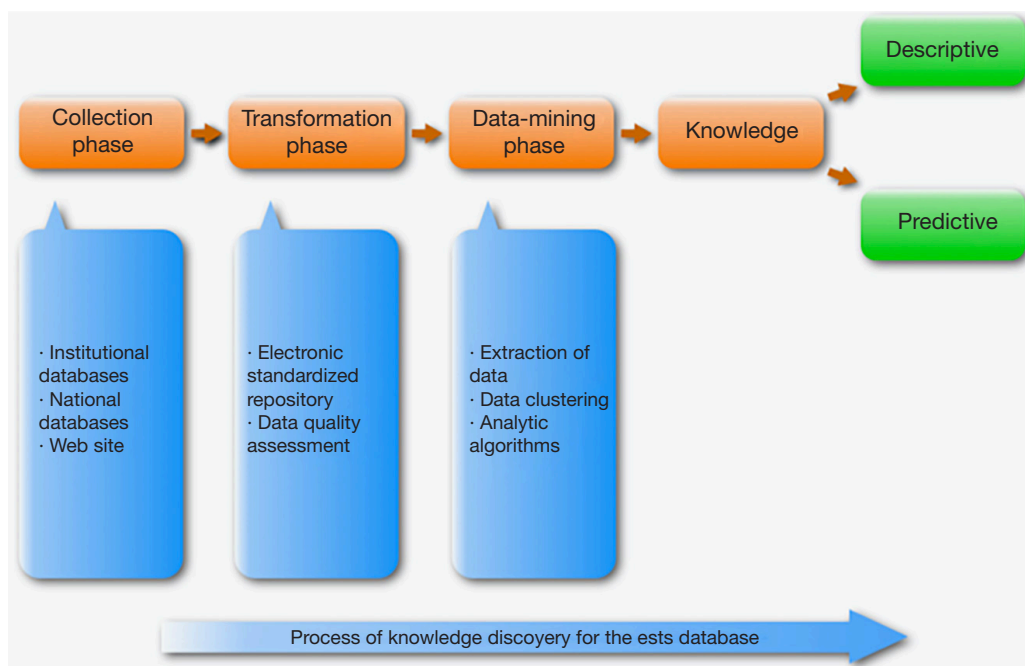 Descriptive
Collection
phase
Transformation
phase
Data-mining
phase
Knowledge
Predictive
· Institutional
databases
· National
databases
· Web site
· Electronic
standardized
repository
· Data quality
assessment
· Extraction of
data
· Data clustering
· Analytic
algorithms
Process of knowledge discovery for the ests database